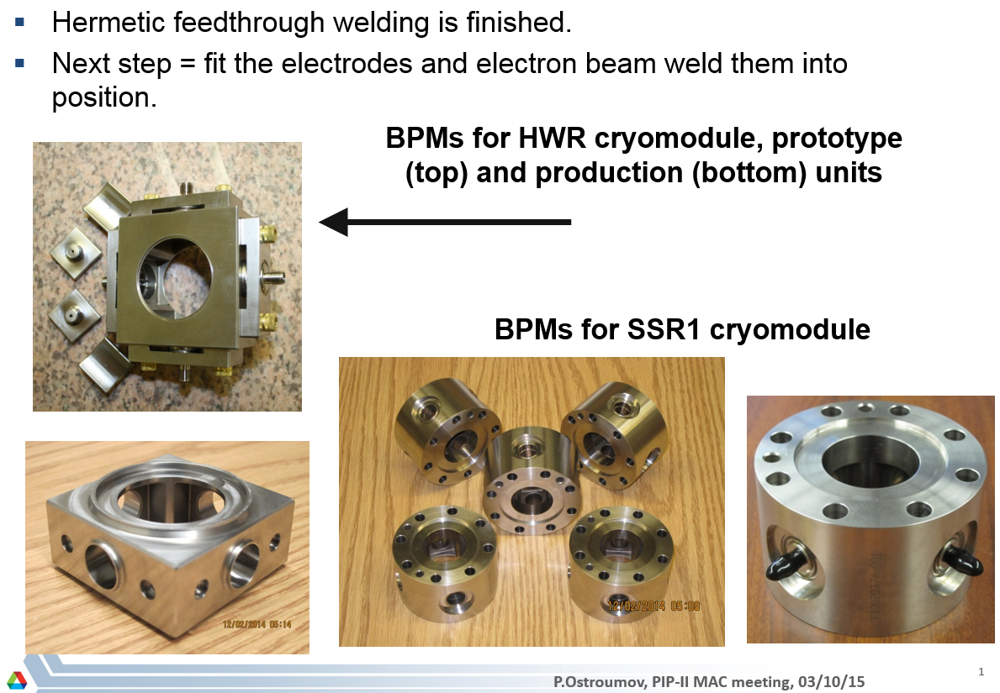 Hermetic feedthrough welding is finished.
Next step = fit the electrodes and electron beam weld them into
position.
BPMs for HWR cryomodule, prototype
(top) and production (bottom) units
BPMs for SSR1 cryomodule
12/02/2014 05:14
12/02/2014 05:08
P.Ostroumov, PIP-II MAC meeting, 03/10/15
1